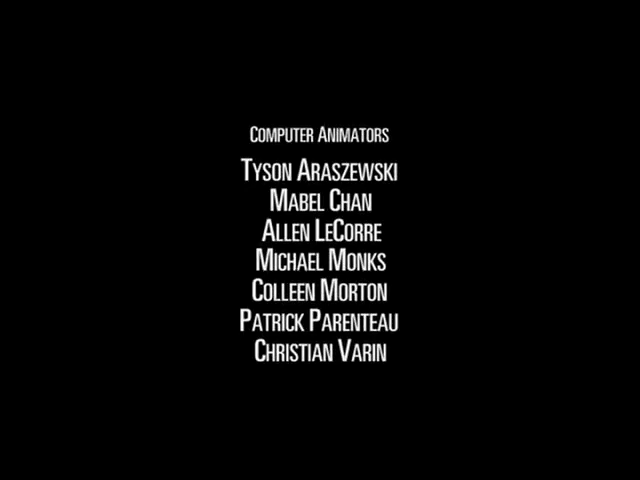 Computer Animators
Tyson Araszewski
Mabel Chan
Allen LeCorre
Michael Monks
Colleen Morton
Patrick Parenteau
Christian Varin